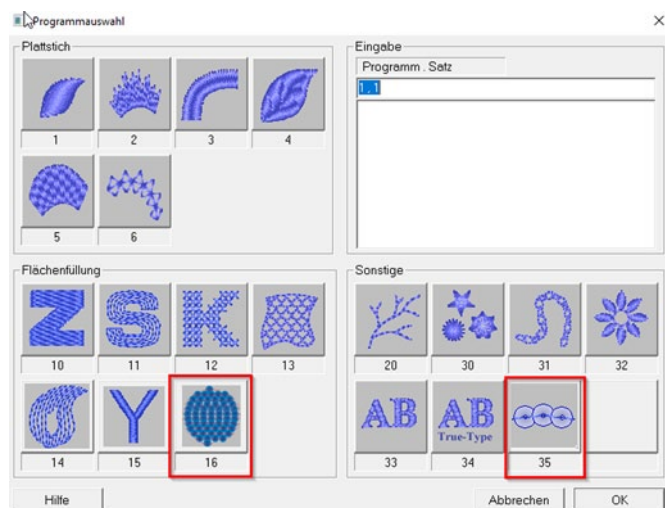 Programmauswahl
Plattstich
1 2 3 4
5 6
Eingabe
Programm . Satz
1,1
Flächenfüllung
10 11 12 13
14 15 16
Sonstige
20 30 31 32
AB AB
True-Type
33 34 35
Hilfe Abbrechen OK